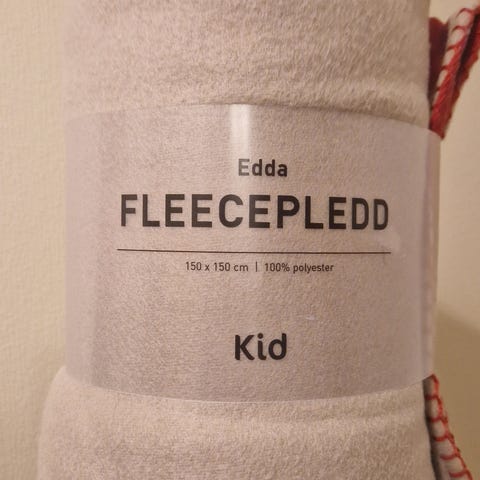 Edda
FLEECEPLEDD
150 x 150 cm | 100% polyester
Kid